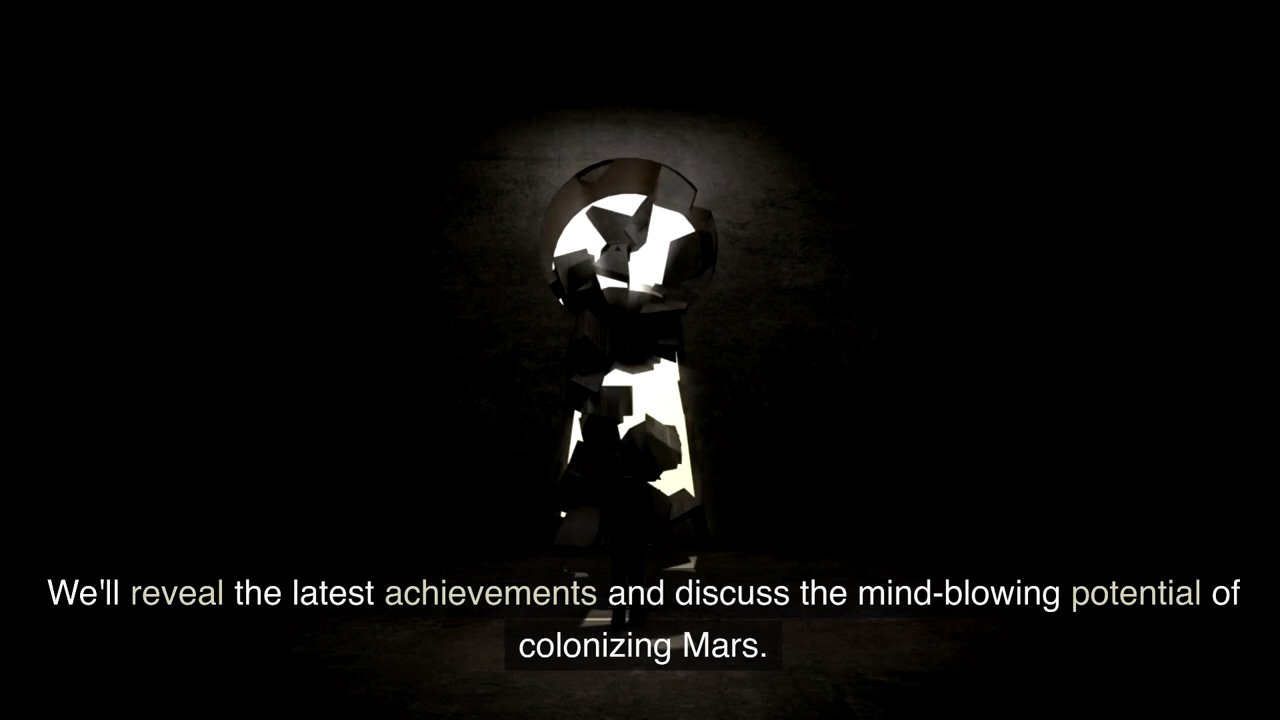 We'll reveal the latest achievements and discuss the mind-blowing potential of
colonizing Mars.